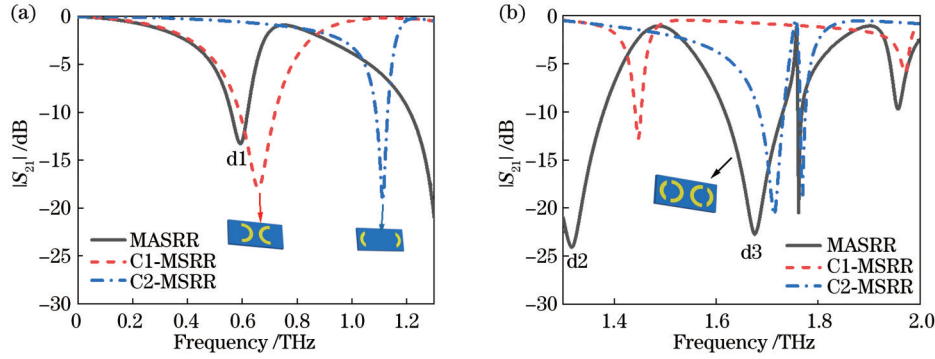 (a)
0
−5
−10
−15
−20
−25
−30
|S21| /dB
d1
MASRR
C1-MSRR
C2-MSRR
0 0.2 0.4 0.6 0.8 1.0 1.2
Frequency /THz
(b)
0
−5
−10
−15
−20
−25
−30
|S21| /dB
d2
d3
MASRR
C1-MSRR
C2-MSRR
1.4 1.6 1.8 2.0
Frequency /THz